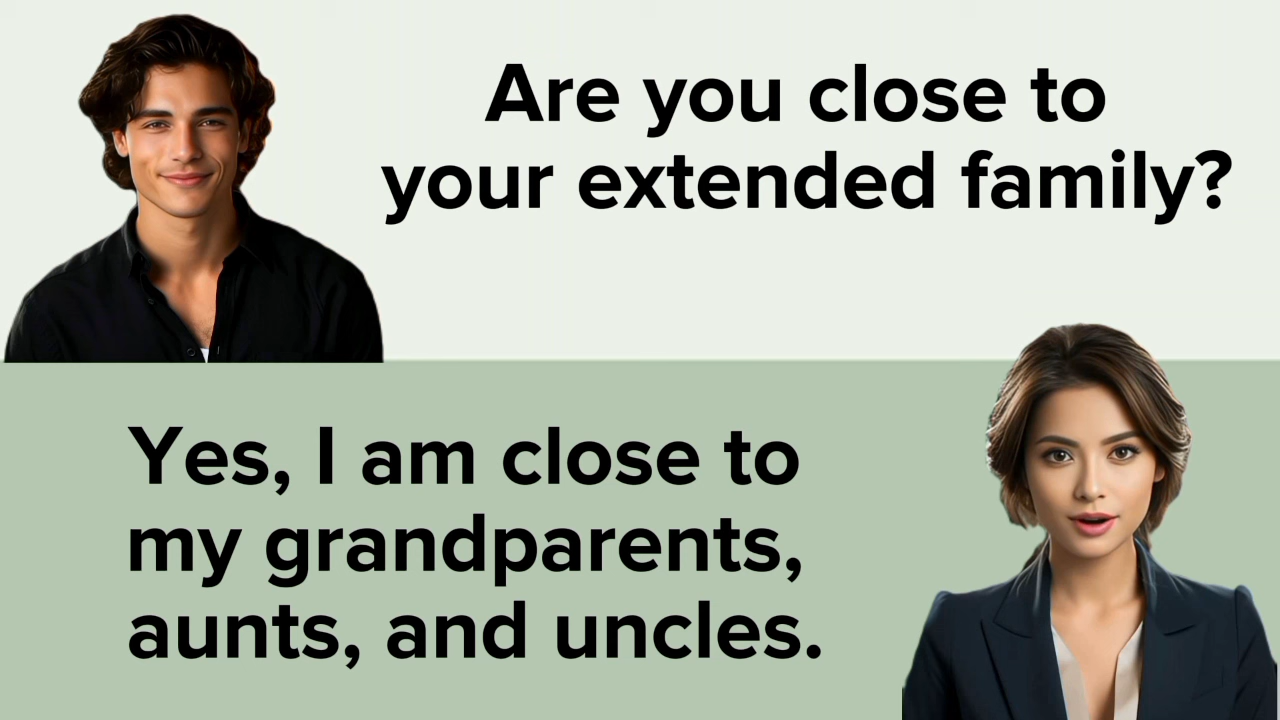 Are you close to
your extended family?
Yes, I am close to
my grandparents,
aunts, and uncles.